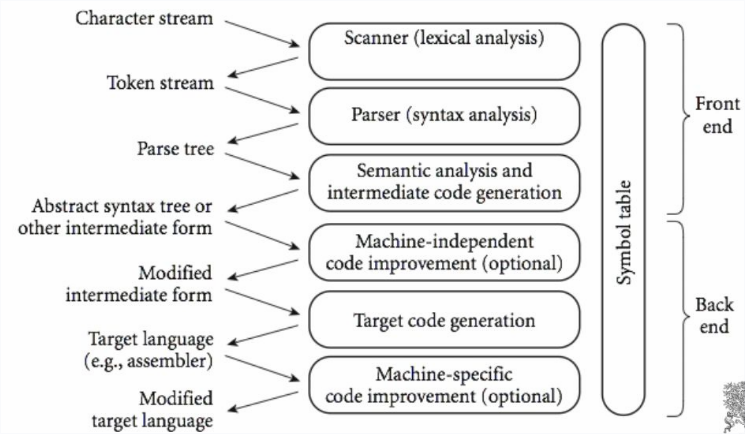 Character stream
Scanner (lexical analysis)
Token stream
Parser (syntax analysis)
Parse tree
Semantic analysis and
intermediate code generation
Abstract syntax tree or
other intermediate form
Machine-independent
code improvement (optional)
Modified
intermediate form
Target code generation
Target language
(e.g., assembler)
Machine-specific
code improvement (optional)
Modified
target language
Symbol table
Front
end
Back
end